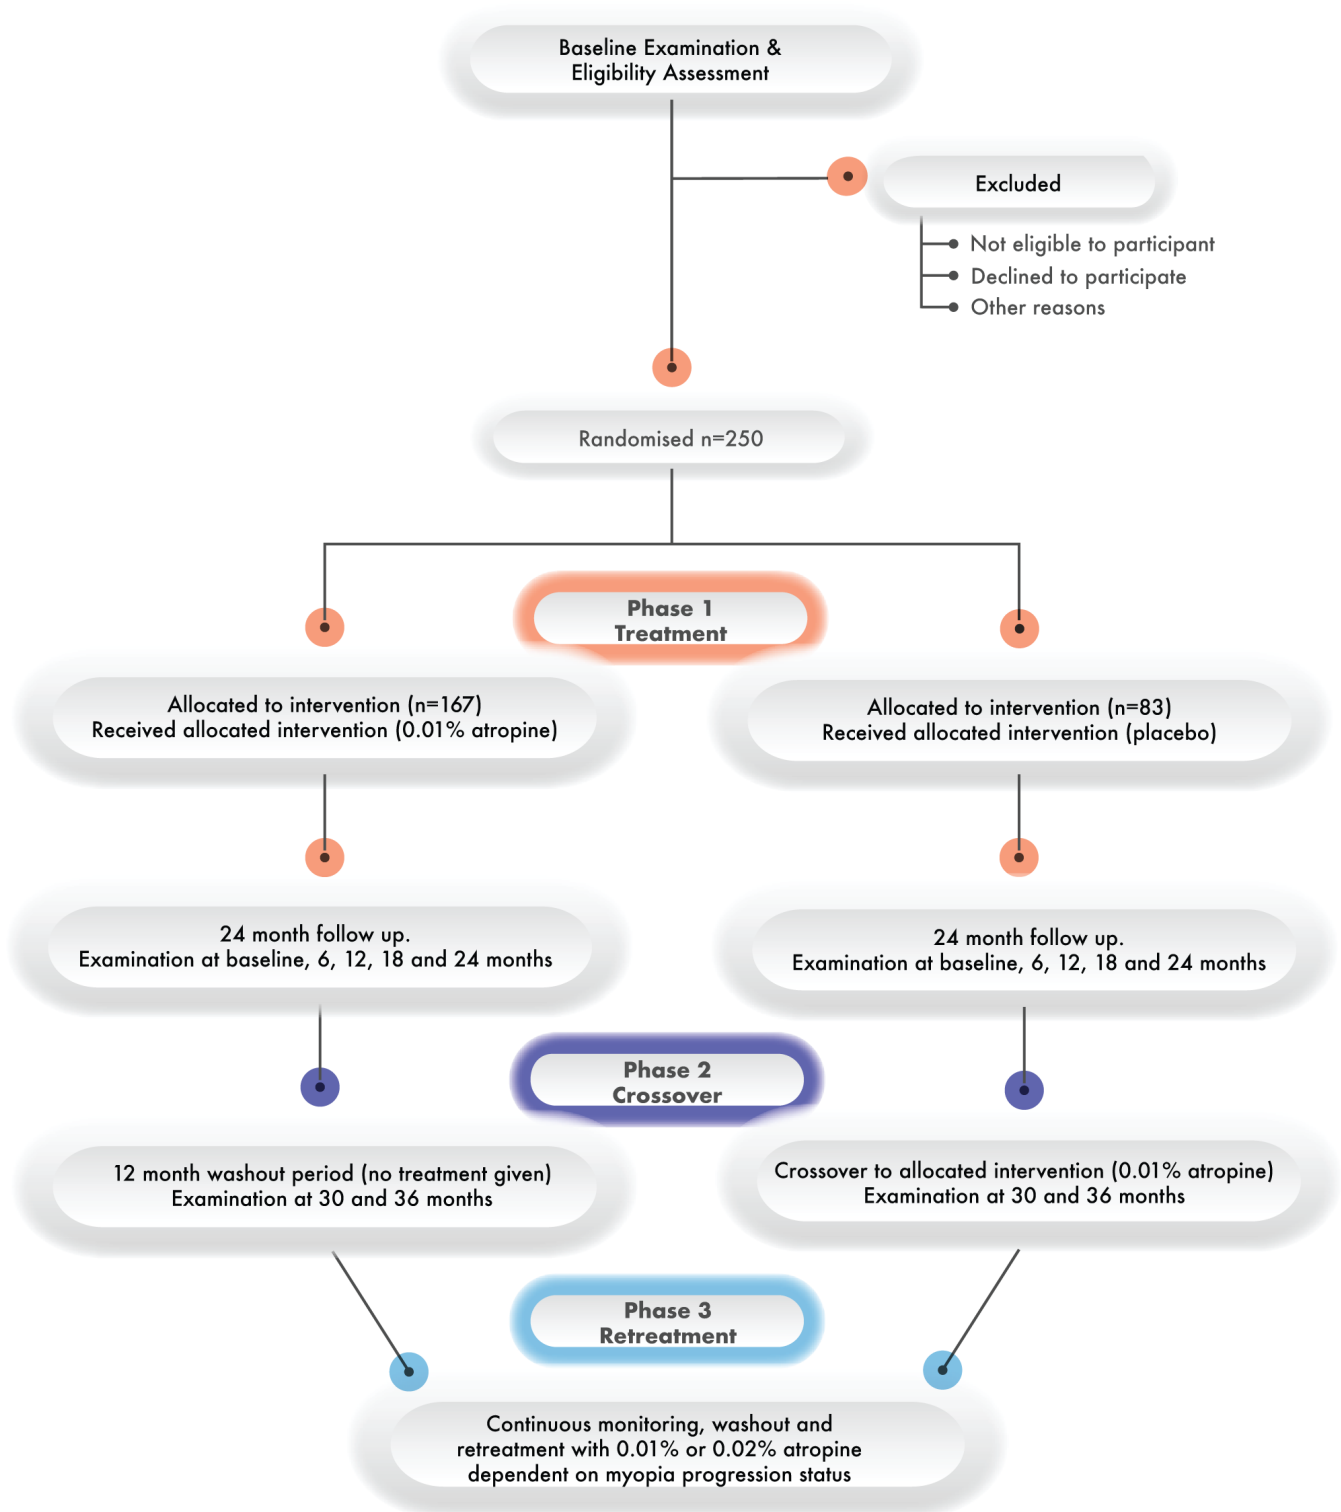 Baseline Examination &
Eligibility Assessment
Excluded
Not eligible to participant
Declined to participate
Other reasons
Randomised n=250
Phase 1
Treatment
Allocated to intervention (n=167)
Received allocated intervention (0.01% atropine)
Allocated to intervention (n=83)
Received allocated intervention (placebo)
24 month follow up.
Examination at baseline, 6, 12, 18 and 24 months
24 month follow up.
Examination at baseline, 6, 12, 18 and 24 months
Phase 2
Crossover
12 month washout period (no treatment given)
Examination at 30 and 36 months
Crossover to allocated intervention (0.01% atropine)
Examination at 30 and 36 months
Phase 3
Retreatment
Continuous monitoring, washout and
retreatment with 0.01% or 0.02% atropine
dependent on myopia progression status